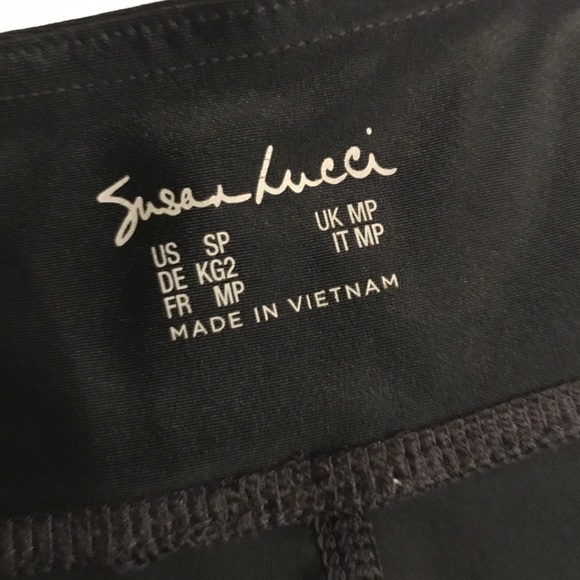 Susan Lucci
US SP UK MP
DE KG2 IT MP
FR MP
MADE IN VIETNAM